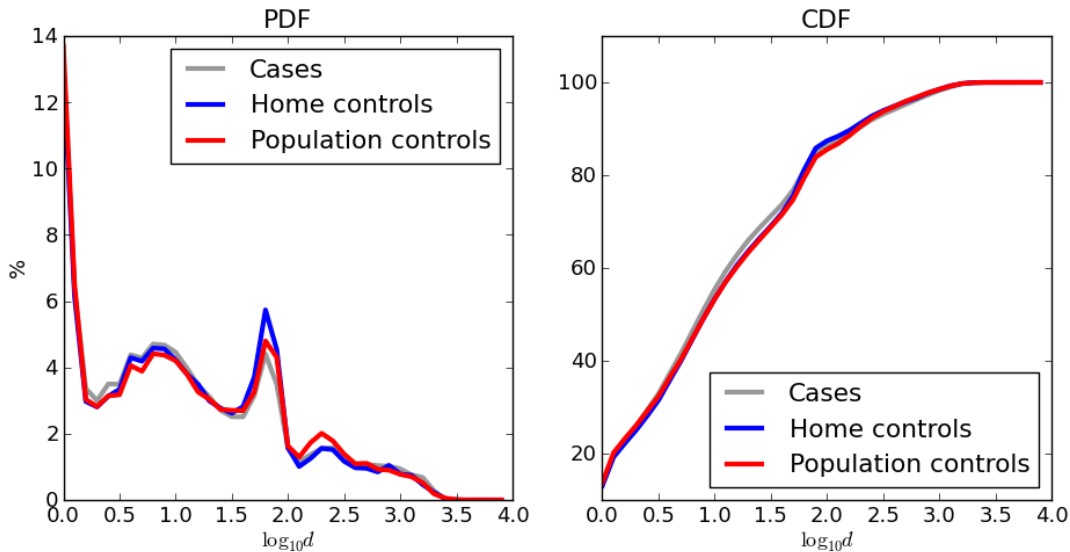 PDF
14
12
10
8
6
4
2
0
%
0.0 0.5 1.0 1.5 2.0 2.5 3.0 3.5 4.0
log10d
Cases
Home controls
Population controls
CDF
100
80
60
40
20
0.0 0.5 1.0 1.5 2.0 2.5 3.0 3.5 4.0
log10d
Cases
Home controls
Population controls